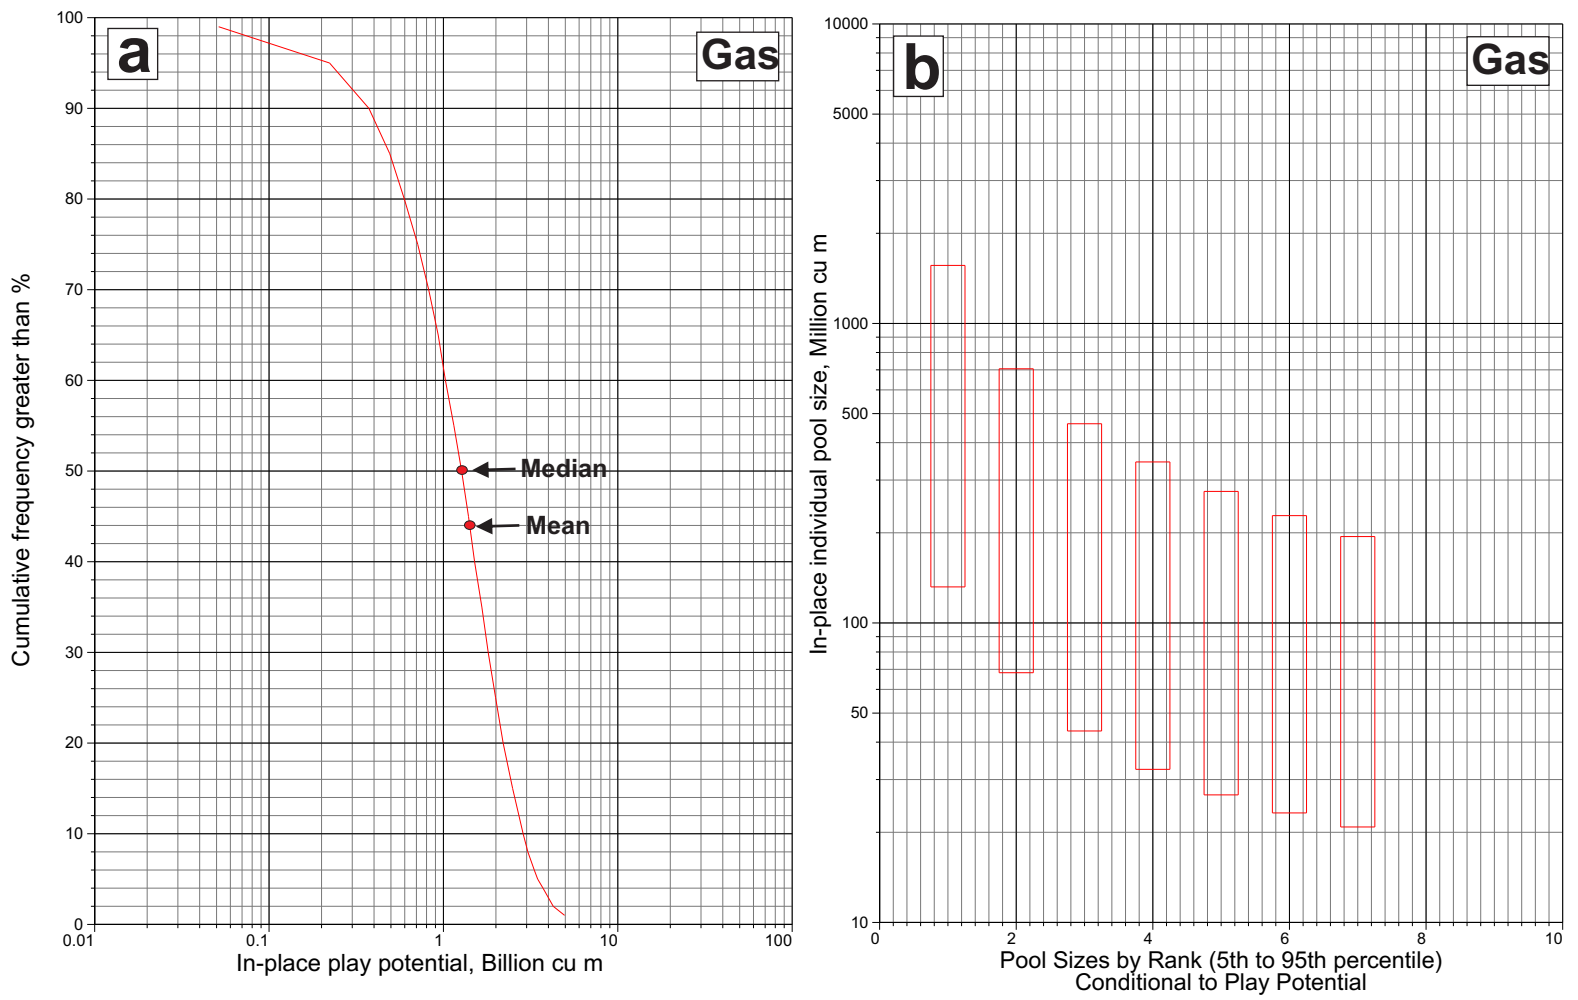 a
Gas
100
90
80
70
60
50
40
30
20
10
0
Cumulative frequency greater than %
Median
Mean
0.01
0.1
1
10
100
In-place play potential, Billion cu m
b
Gas
10000
5000
1000
500
100
50
10
In-place individual pool size, Million cu m
0
2
4
6
8
10
Pool Sizes by Rank (5th to 95th percentile)
Conditional to Play Potential